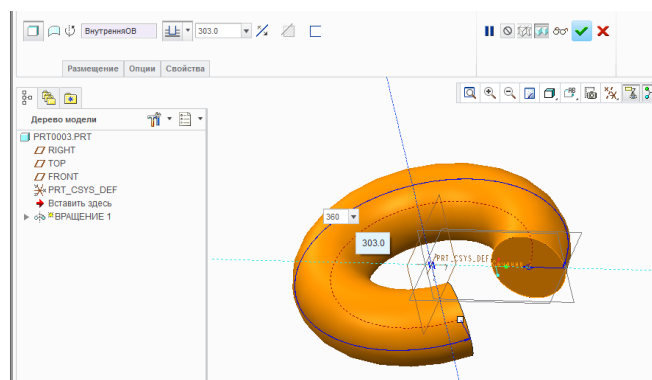 ВнутренняОВ
303.0
Размещение Опции Свойства
Дерево модели
PRT0003.PRT
RIGHT
TOP
FRONT
PRT_CSYS_DEF
Вставить здесь
ВРАЩЕНИЕ 1
360
303.0
PRT_CSYS_DEF